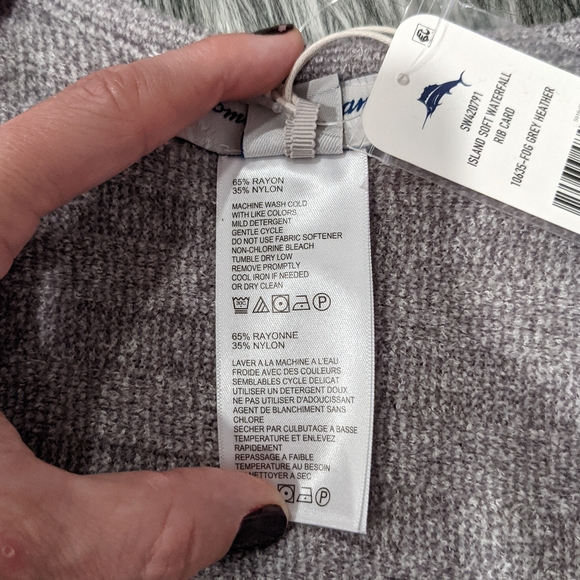 SW420791
ISLAND SOFT WATERFALL
RIB CARD
10635-FOG GREY HEATHER
65% RAYON
35% NYLON
MACHINE WASH COLD
WITH LIKE COLORS
MILD DETERGENT
GENTLE CYCLE
DO NOT USE FABRIC SOFTENER
NON-CHLORINE BLEACH
TUMBLE DRY LOW
REMOVE PROMPTLY
COOL IRON IF NEEDED
OR DRY CLEAN
P
65% RAYONNE
35% NYLON
LAVER A LA MACHINE A L'EAU
FROIDE AVEC DES COULEURS
SEMBLABLES CYCLE DELICAT
UTILISER UN DETERGENT DOUX
NE PAS UTILISER D'ADOUCISSANT
AGENT DE BLANCHIMENT SANS
CHLORE
SECHER PAR CULBUTAGE A BASSE
TEMPERATURE ET ENLEVEZ
RAPIDEMENT
REPASSAGE A FAIBLE
TEMPERATURE AU BESOIN
NETTOYER A SEC
P